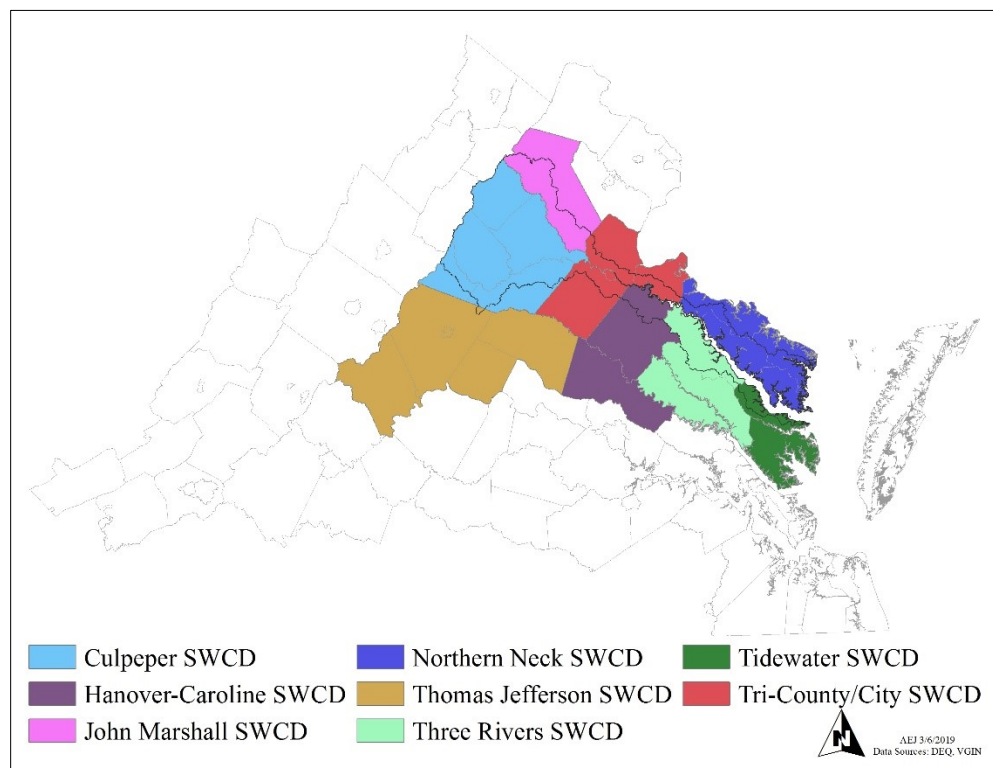 Culpeper SWCD
Northern Neck SWCD
Tidewater SWCD
Hanover-Caroline SWCD
Thomas Jefferson SWCD
Tri-County/City SWCD
John Marshall SWCD
Three Rivers SWCD
N
AEJ 3/6/2019
Data Sources: DEQ, VGIN